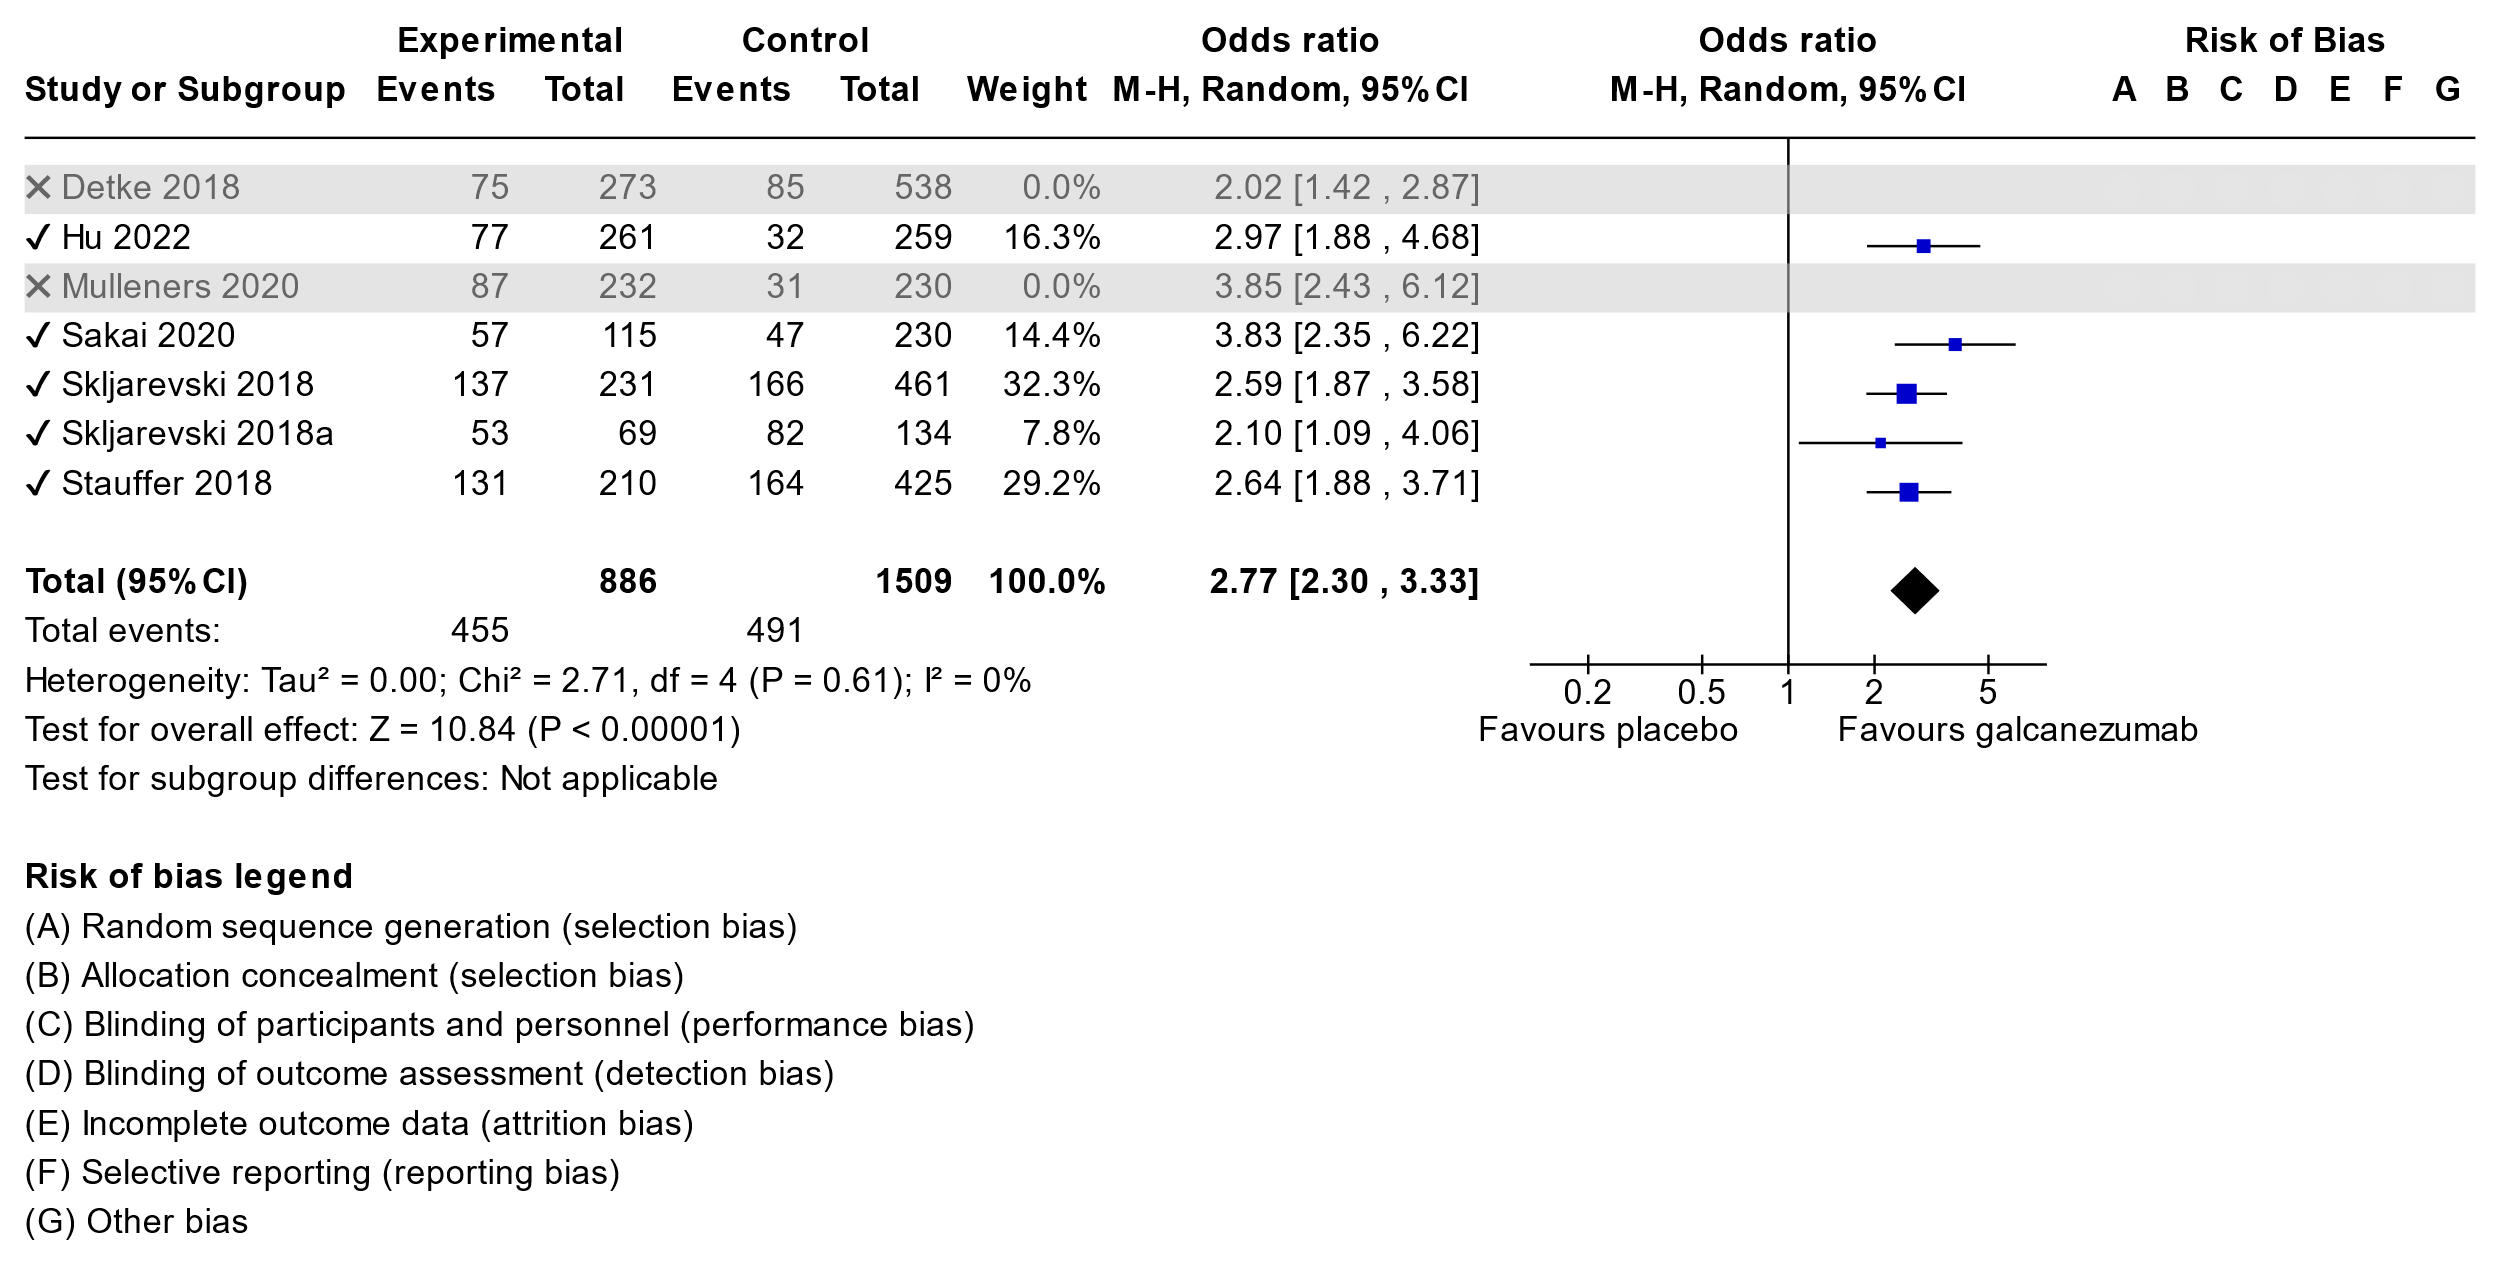 Experimental Control Odds ratio Odds ratio Risk of Bias
Study or Subgroup Events Total Events Total Weight M-H, Random, 95% CI M-H, Random, 95% CI A B C D E F G
✕ Detke 2018 75 273 85 538 0.0% 2.02 [1.42 , 2.87]
✓ Hu 2022 77 261 32 259 16.3% 2.97 [1.88 , 4.68]
✕ Mulleners 2020 87 232 31 230 0.0% 3.85 [2.43 , 6.12]
✓ Sakai 2020 57 115 47 230 14.4% 3.83 [2.35 , 6.22]
✓ Skljarevski 2018 137 231 166 461 32.3% 2.59 [1.87 , 3.58]
✓ Skljarevski 2018a 53 69 82 134 7.8% 2.10 [1.09 , 4.06]
✓ Stauffer 2018 131 210 164 425 29.2% 2.64 [1.88 , 3.71]
Total (95% CI) 886 1509 100.0% 2.77 [2.30 , 3.33]
Total events: 455 491
Heterogeneity: Tau² = 0.00; Chi² = 2.71, df = 4 (P = 0.61); I² = 0%
0.2 0.5 1 2 5
Test for overall effect: Z = 10.84 (P < 0.00001)
Favours placebo Favours galcanezumab
Test for subgroup differences: Not applicable
Risk of bias legend
(A) Random sequence generation (selection bias)
(B) Allocation concealment (selection bias)
(C) Blinding of participants and personnel (performance bias)
(D) Blinding of outcome assessment (detection bias)
(E) Incomplete outcome data (attrition bias)
(F) Selective reporting (reporting bias)
(G) Other bias